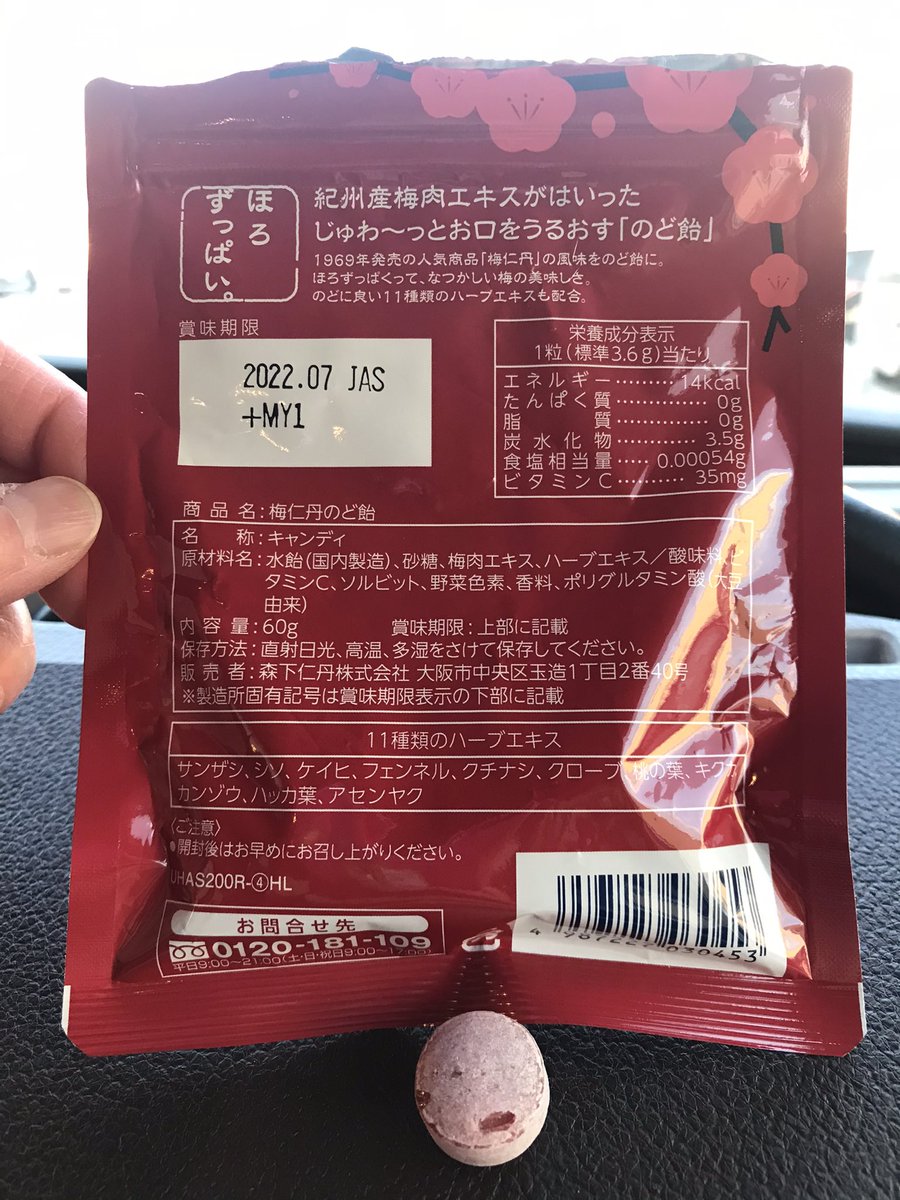 ほろ
ずっぱい。
紀州産梅肉エキスがはいった
じゅわ〜っとお口をうるおす「のど飴」
1969年発売の人気商品「梅仁丹」の風味をのど飴に。
ほろずっぱくって、なつかしい梅の美味しさ。
のどに良い11種類のハーブエキスも配合。
賞味期限
2022.07 JAS
+MY1
栄養成分表示
1粒(標準3.6g)当たり
エネルギー………14kcal
たんぱく質…………0g
脂質…………0g
炭水化物…………3.5g
食塩相当量…..0.00054g
ビタミンC………35mg
商品名:梅仁丹のど飴
名称:キャンディ
原材料名:水飴(国内製造)、砂糖、梅肉エキス、ハーブエキス/酸味料、ビ
タミンC、ソルビット、野菜色素、香料、ポリグルタミン酸(大豆
由来)
内容量:60g 賞味期限:上部に記載
保存方法:直射日光、高温、多湿をさけて保存してください。
販売者:森下仁丹株式会社 大阪市中央区玉造1丁目2番40号
※製造所固有記号は賞味期限表示の下部に記載
11種類のハーブエキス
サンザシ、シソ、ケイヒ、フェンネル、クチナシ、クローブ、桃の葉、キクカ
カンゾウ、ハッカ葉、アセンヤク
〈ご注意〉
●開封後はお早めにお召し上がりください。
UHAS200R-④HL
お問合せ先
0120-181-109
平日9:00〜21:00(土・日・祝日9:00〜17:00)
030453